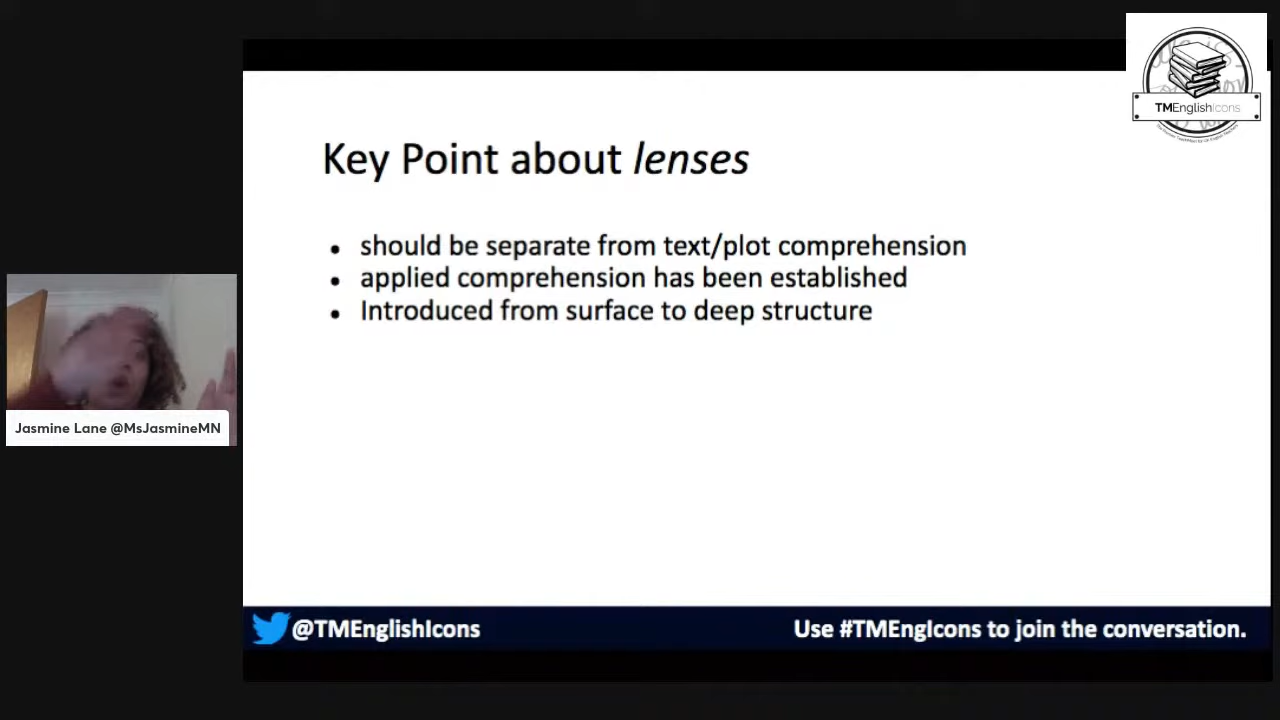 TMEnglishIcons
Key Point about lenses
should be separate from text/plot comprehension
applied comprehension has been established
Introduced from surface to deep structure
Jasmine Lane @MsJasmineMN
@TMEnglishIcons
Use #TMEngIcons to join the conversation.